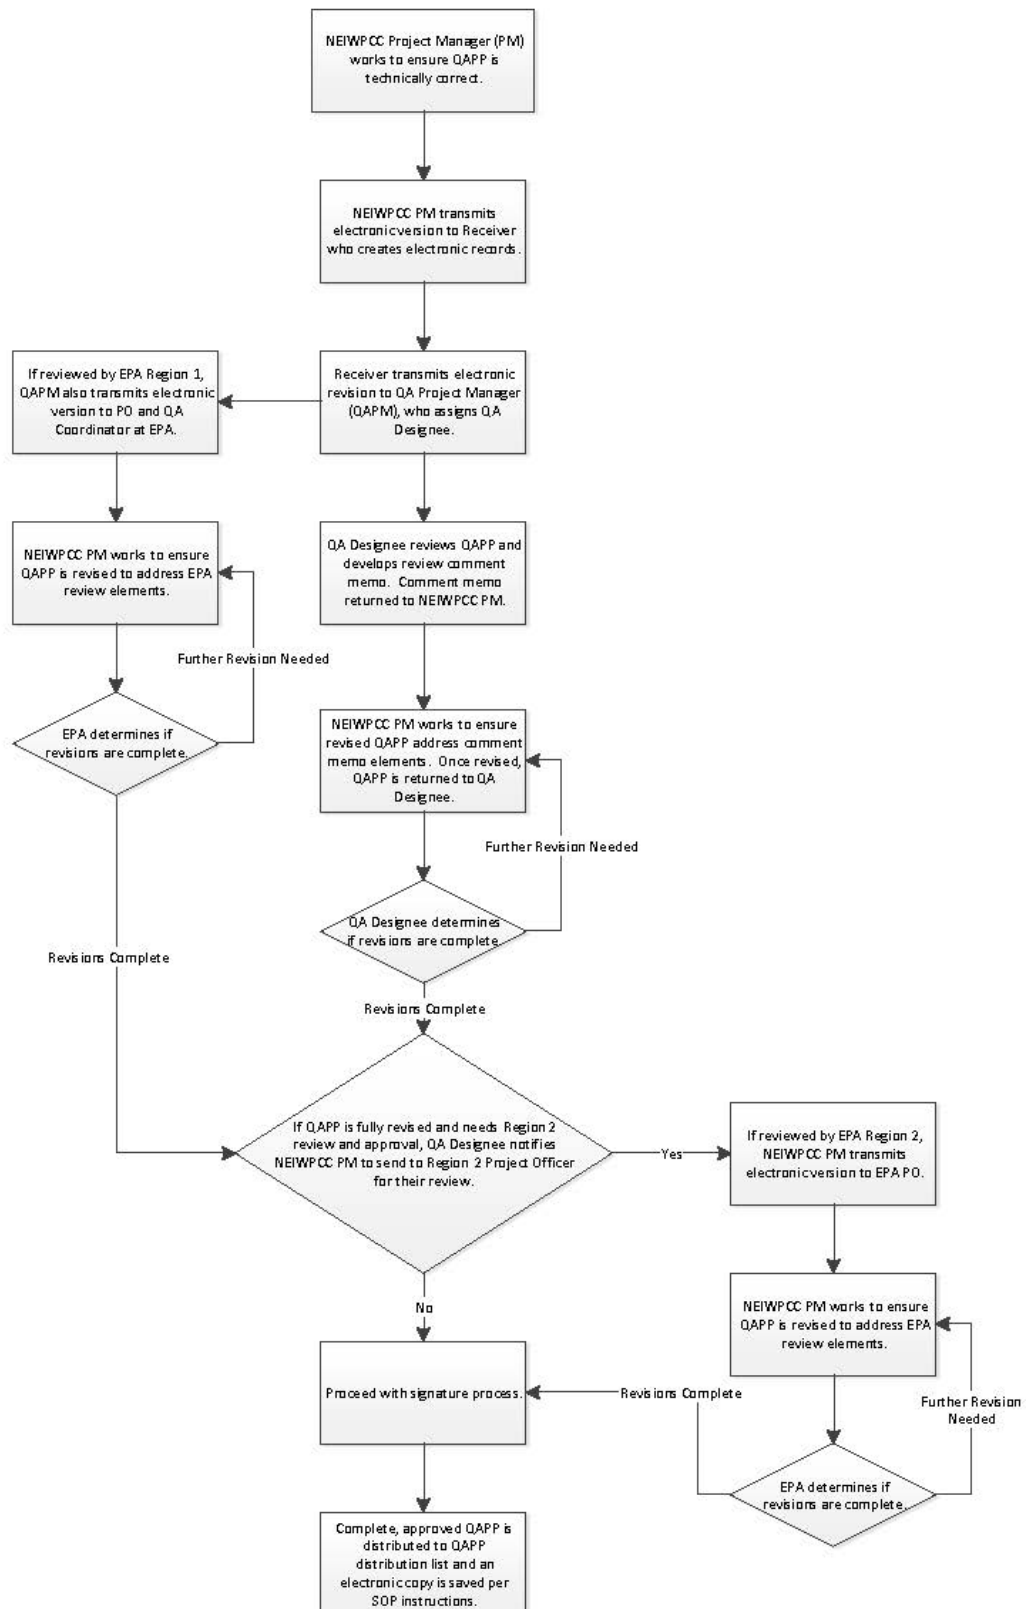 NEIWPCC Project Manager (PM)
works to ensure QAPP is
technically correct.
NEIWPCC PM transmits
electronic version to Receiver
who creates electronic records.
If reviewed by EPA Region 1,
QAPM also transmits electronic
version to PO and QA
Coordinator at EPA.
Receiver transmits electronic
revision to QA Project Manager
(QAPM), who assigns QA
Designee.
NEIWPCC PM works to ensure
QAPP is revised to address EPA
review elements.
QA Designee reviews QAPP and
develops review comment
memo.  Comment memo
returned to NEIWPCC PM.
Further Revision Needed
EPA determines if
revisions are complete.
NEIWPCC PM works to ensure
revised QAPP address comment
memo elements.  Once revised,
QAPP is returned to QA
Designee.
Further Revision Needed
QA Designee determines
if revisions are complete.
Revisions Complete
Revisions Complete
If QAPP is fully revised and needs Region 2
review and approval, QA Designee notifies
NEIWPCC PM to send to Region 2 Project Officer
for their review.
Yes
If reviewed by EPA Region 2,
NEIWPCC PM transmits
electronic version to EPA PO.
No
NEIWPCC PM works to ensure
QAPP is revised to address EPA
review elements.
Proceed with signature process.
Revisions Complete
Further Revision
Needed
EPA determines if
revisions are complete.
Complete, approved QAPP is
distributed to QAPP
distribution list and an
electronic copy is saved per
SOP instructions.